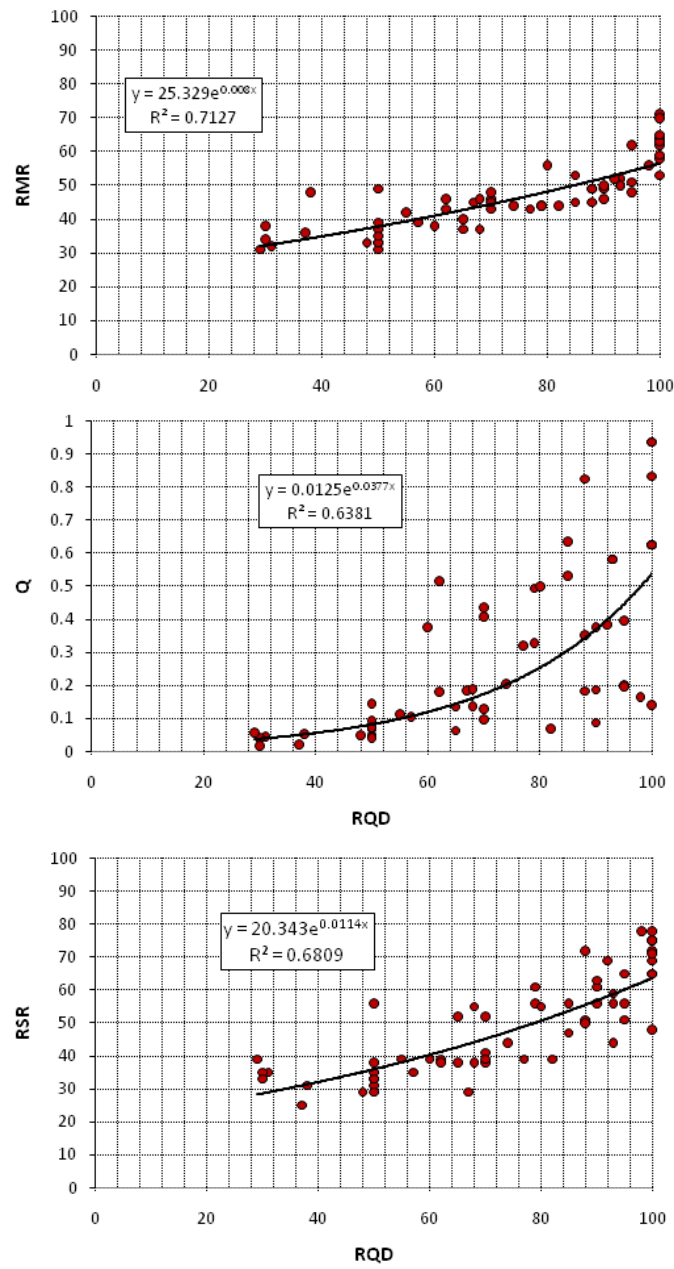 100
90
80
y = 25.329e^0.008x
R² = 0.7127
70
60
RMR
50
40
30
20
10
0
0 20 40 60 80 100
1
0.9
0.8
y = 0.0125e^0.0377x
R² = 0.6381
0.7
0.6
Q
0.5
0.4
0.3
0.2
0.1
0
0 20 40 60 80 100
RQD
100
90
80
y = 20.343e^0.0114x
R² = 0.6809
70
60
RSR
50
40
30
20
10
0
0 20 40 60 80 100
RQD